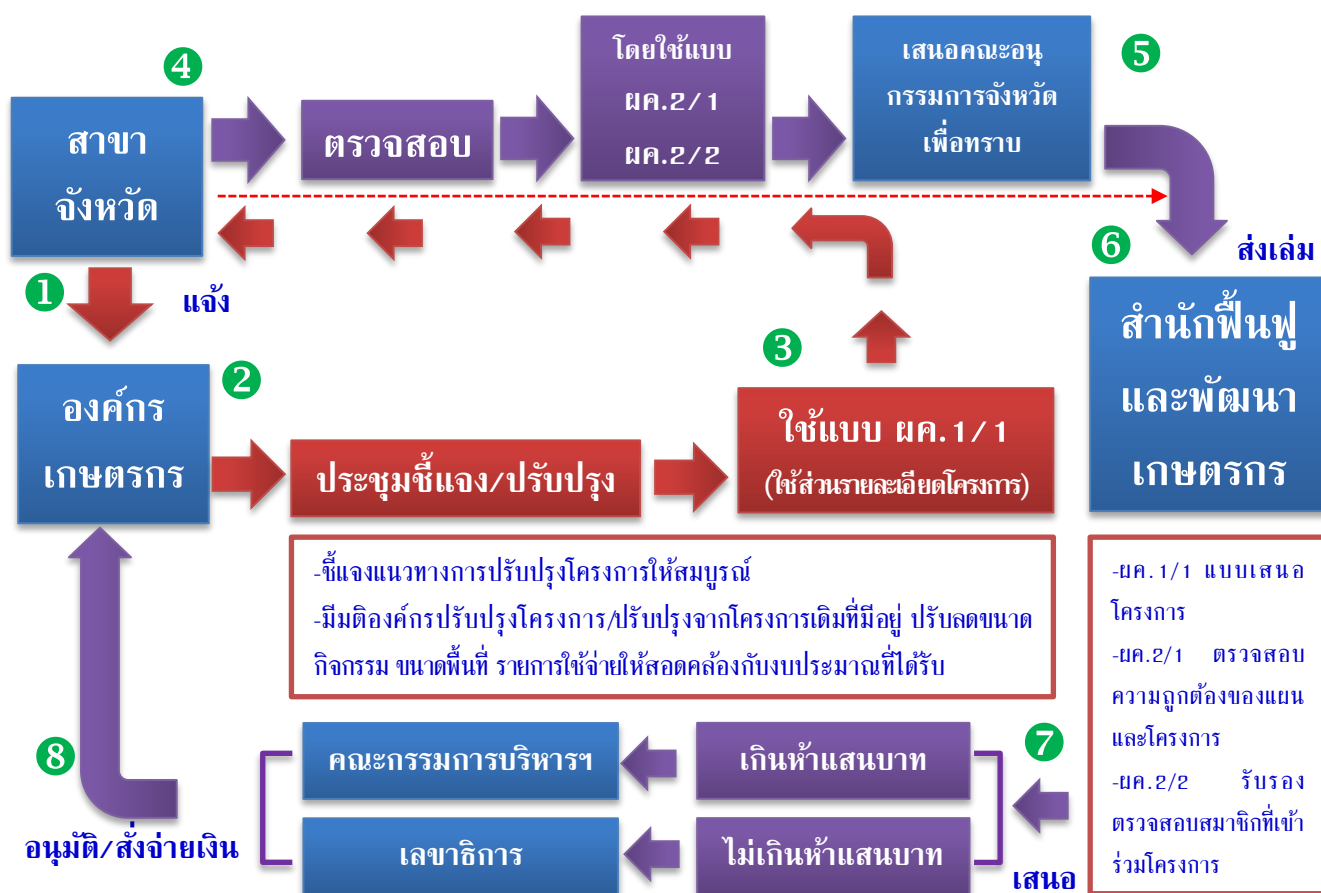 ❹
สาขา
จังหวัด
ตรวจสอบ
โดยใช้แบบ
ผค.2/1
ผค.2/2
เสนอคณะอนุ
กรรมการจังหวัด
เพื่อทราบ
❺
❻
ส่งเล่ม
สำนักฟื้นฟู
และพัฒนา
เกษตรกร
❶
แจ้ง
องค์กร
เกษตรกร
❷
ประชุมชี้แจง/ปรับปรุง
❸
ใช้แบบ ผค.1/1
(ใช้ส่วนรายละเอียดโครงการ)
-ชี้แจงแนวทางการปรับปรุงโครงการให้สมบูรณ์
-มีมติองค์กรปรับปรุงโครงการ/ปรับปรุงจากโครงการเดิมที่มีอยู่ ปรับลดขนาด
กิจกรรม ขนาดพื้นที่ รายการใช้จ่ายให้สอดคล้องกับงบประมาณที่ได้รับ
-ผค.1/1 แบบเสนอ
โครงการ
-ผค.2/1 ตรวจสอบ
ความถูกต้องของแผน
และโครงการ
-ผค.2/2 รับรอง
ตรวจสอบสมาชิกที่เข้า
ร่วมโครงการ
❼
เสนอ
เกินห้าแสนบาท
ไม่เกินห้าแสนบาท
คณะกรรมการบริหารฯ
เลขาธิการ
❽
อนุมัติ/สั่งจ่ายเงิน